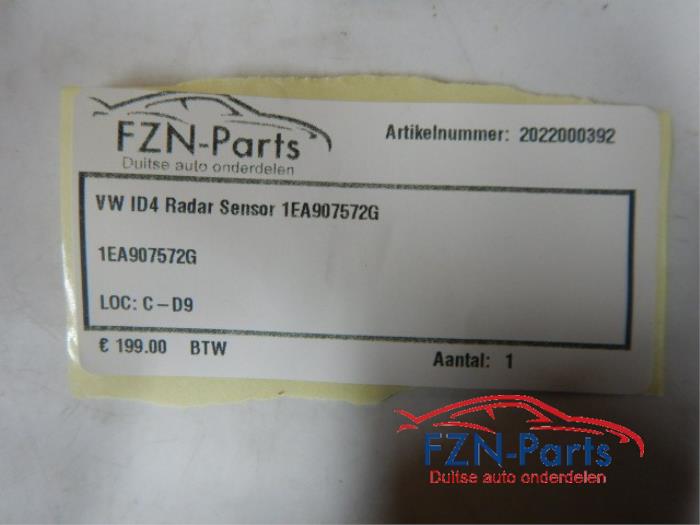 FZN-Parts
Duitse auto onderdelen
Artikelnummer: 2022000392
VW ID4 Radar Sensor 1EA907572G
1EA907572G
LOC: C-D9
€ 199.00 BTW
Aantal: 1
FZN-Parts
Duitse auto onderdelen